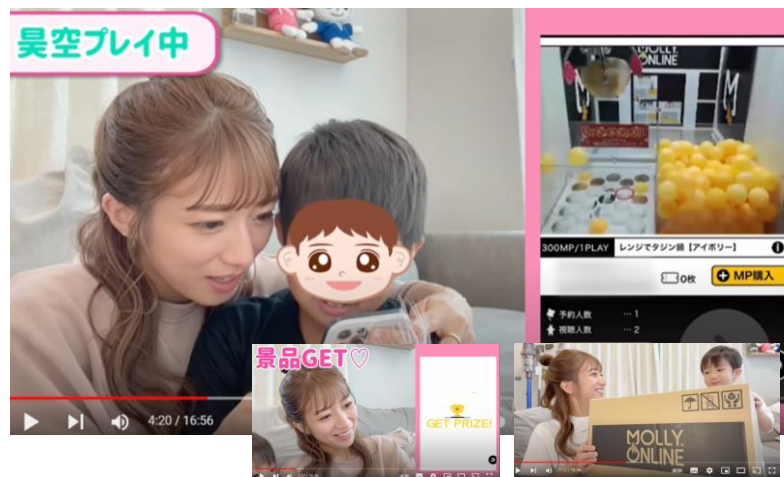 昊空プレイ中
MOLLY.
ONLINE
300MP/1PLAY
レンジでタジン鍋【アイボリー】
0枚
MP購入
予約人数 … 1
視聴人数 … 2
4:20 / 16:56
景品GET♡
GET PRIZE!
MOLLY.
ONLINE